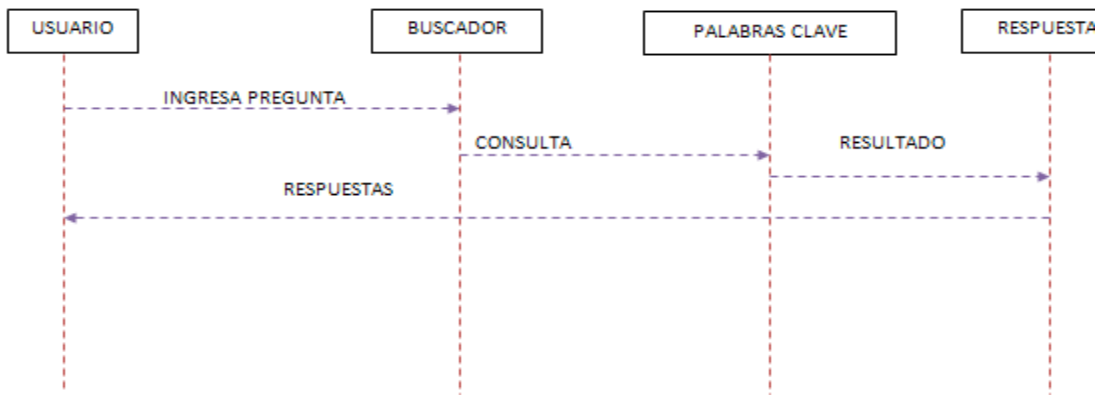 USUARIO
BUSCADOR
PALABRAS CLAVE
RESPUESTA
INGRESA PREGUNTA
CONSULTA
RESULTADO
RESPUESTAS